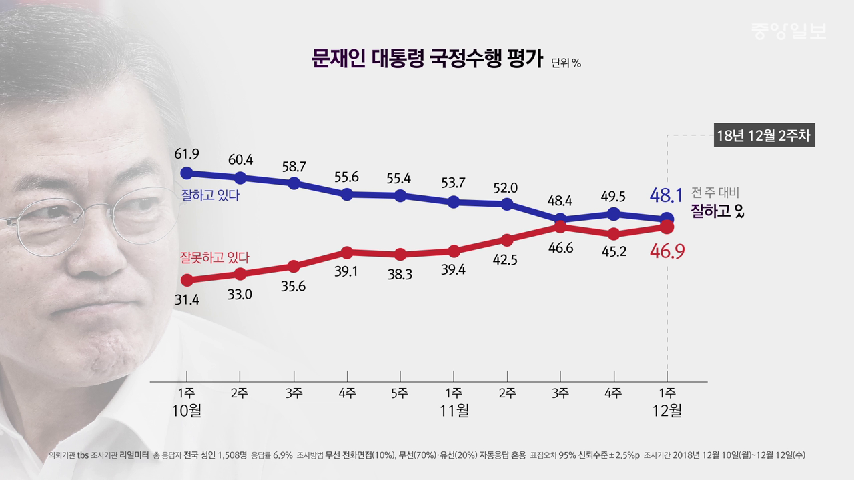 중앙일보
문재인 대통령 국정수행 평가 단위 %
18년 12월 2주차
61.9 60.4 58.7 55.6 55.4 53.7 52.0 48.4 49.5 48.1
전 주 대비
잘하고 있다
잘하고 있
잘못하고 있다
31.4 33.0 35.6 39.1 38.3 39.4 42.5 46.6 45.2 46.9
1주 2주 3주 4주 5주 1주 2주 3주 4주 1주
10월 11월 12월
의뢰기관 tbs 조사기관 리얼미터 총 응답자 전국 성인 1,508명 응답률 6.9% 조사방법 무선 전화면접(10%), 무선(70%)·유선(20%) 자동응답 혼용 표집오차 95% 신뢰수준±2.5%p 조사기간 2018년 12월 10일(월)~12월 12일(수)